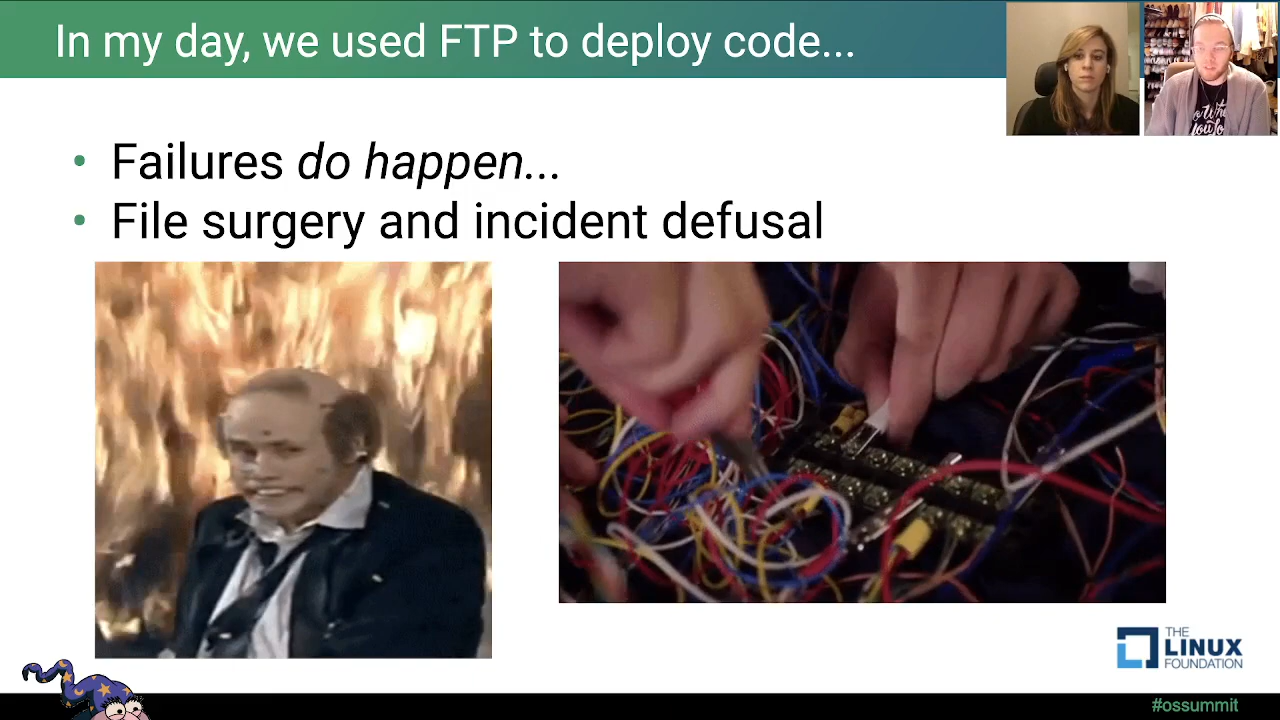 In my day, we used FTP to deploy code...
• Failures do happen...
• File surgery and incident defusal
THE
LINUX
FOUNDATION
#ossummit